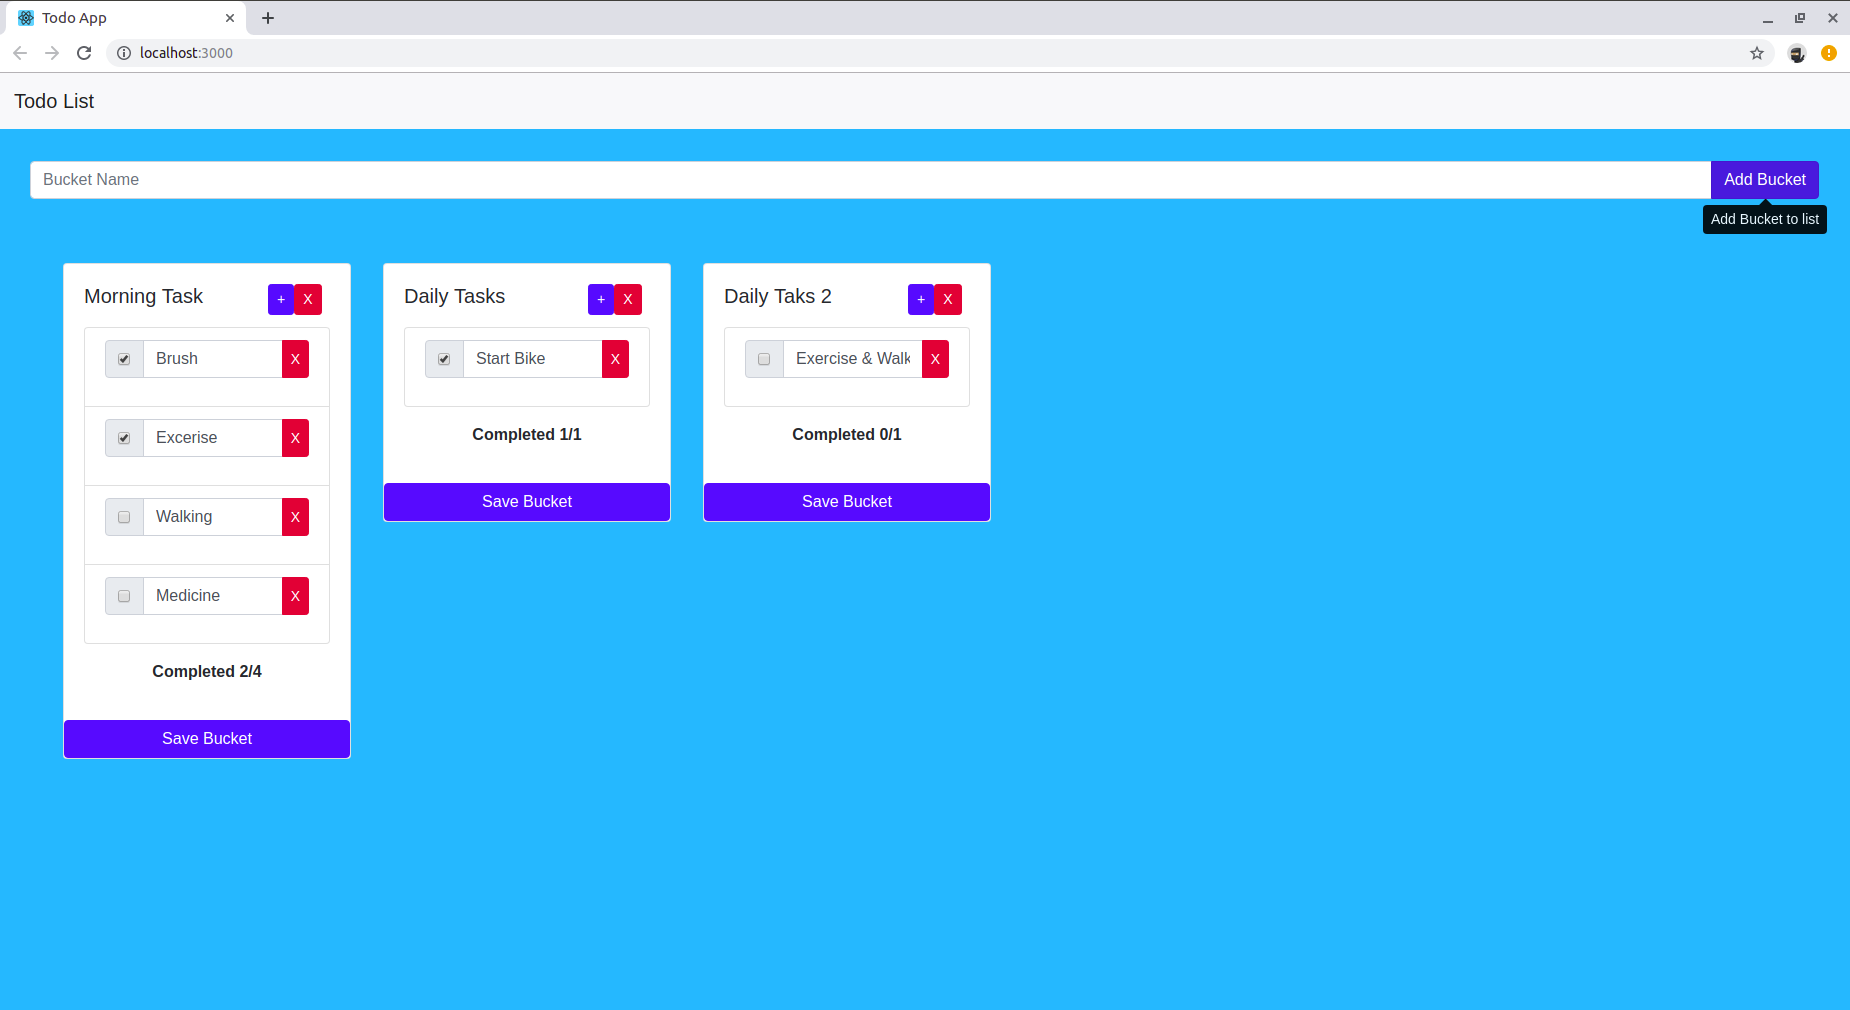 Todo App
localhost:3000
Todo List
Bucket Name
Add Bucket
Add Bucket to list
Morning Task
+
X
Brush
X
Excerise
X
Walking
X
Medicine
X
Completed 2/4
Save Bucket
Daily Tasks
+
X
Start Bike
X
Completed 1/1
Save Bucket
Daily Taks 2
+
X
Exercise & Walk
X
Completed 0/1
Save Bucket